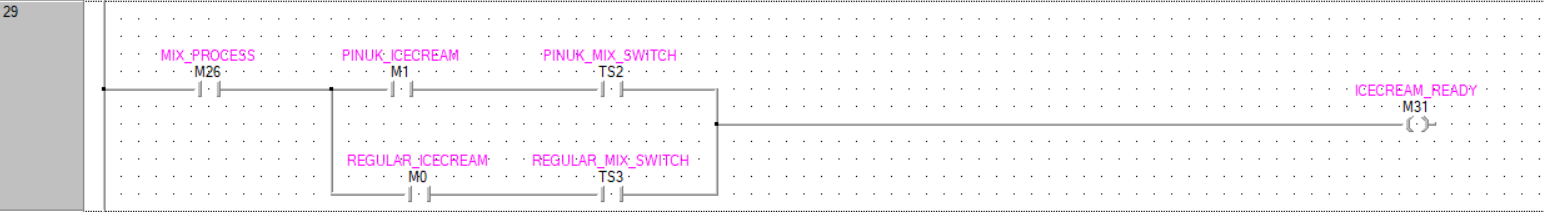 29
MIX_PROCESS PINUK_ICECREAM PINUK_MIX_SWITCH
M26 M1 TS2
ICECREAM_READY
M31
REGULAR_ICECREAM REGULAR_MIX_SWITCH
M0 TS3